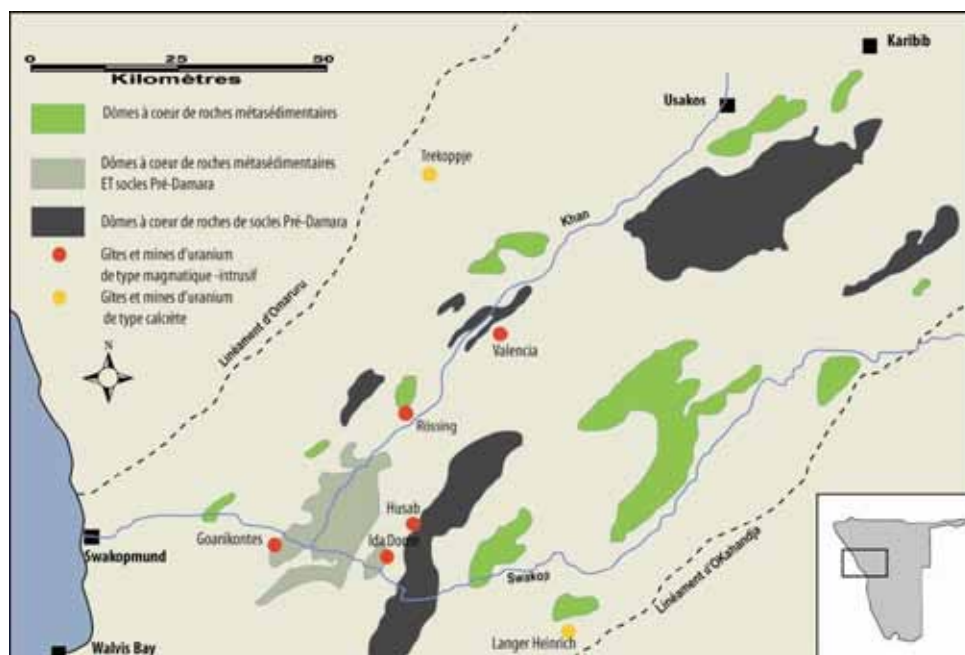 0 25 50
Kilomètres
Dômes à coeur de roches métasédimentaires
Dômes à coeur de roches métasédimentaires
ET socles Pré-Damara
Dômes à coeur de roches de socles Pré-Damara
Gîtes et mines d'uranium
de type magmatique -intrusif
Gîtes et mines d'uranium
de type calcrète
N
Karibib
Usakos
Trekoppje
Khan
Linéament d'Omaruru
Valencia
Rössing
Husab
Goanikontes
Ida Dome
Swakopmund
Swakop
Linéament d'OKahandja
Langer Heinrich
Walvis Bay